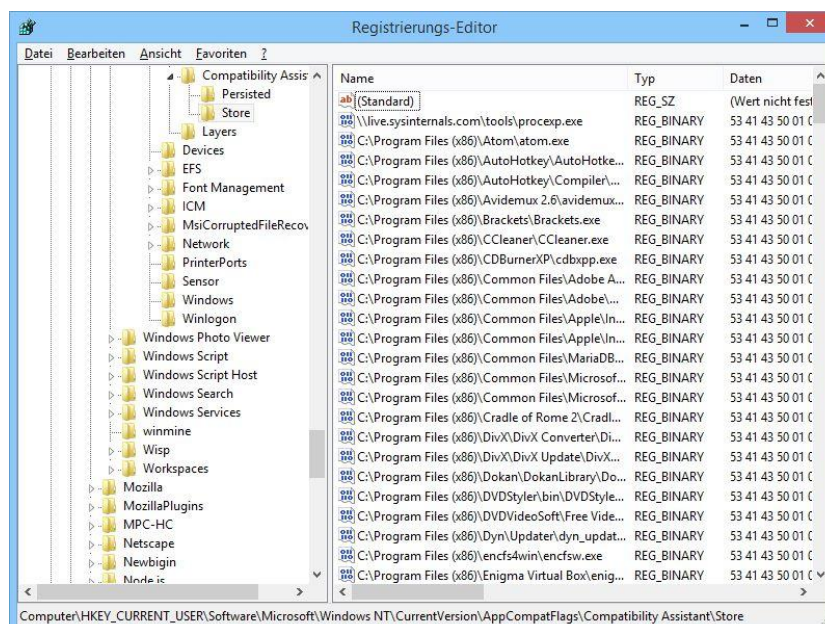 Registrierungs-Editor
Datei Bearbeiten Ansicht Favoriten ?
Compatibility Assis
Persisted
Store
Layers
Devices
EFS
Font Management
ICM
MsiCorruptedFileRecov
Network
PrinterPorts
Sensor
Windows
Winlogon
Windows Photo Viewer
Windows Script
Windows Script Host
Windows Search
Windows Services
winmine
Wisp
Workspaces
Mozilla
MozillaPlugins
MPC-HC
Netscape
Newbigin
Node.js
Name Typ Daten
(Standard) REG_SZ (Wert nicht fest
\\live.sysinternals.com\tools\procexp.exe REG_BINARY 53 41 43 50 01 0
C:\Program Files (x86)\Atom\atom.exe REG_BINARY 53 41 43 50 01 0
C:\Program Files (x86)\AutoHotkey\AutoHotke... REG_BINARY 53 41 43 50 01 0
C:\Program Files (x86)\AutoHotkey\Compiler\... REG_BINARY 53 41 43 50 01 0
C:\Program Files (x86)\Avidemux 2.6\avidemux... REG_BINARY 53 41 43 50 01 0
C:\Program Files (x86)\Brackets\Brackets.exe REG_BINARY 53 41 43 50 01 0
C:\Program Files (x86)\CCleaner\CCleaner.exe REG_BINARY 53 41 43 50 01 0
C:\Program Files (x86)\CDBurnerXP\cdbxpp.exe REG_BINARY 53 41 43 50 01 0
C:\Program Files (x86)\Common Files\Adobe A... REG_BINARY 53 41 43 50 01 0
C:\Program Files (x86)\Common Files\Adobe\... REG_BINARY 53 41 43 50 01 0
C:\Program Files (x86)\Common Files\Apple\In... REG_BINARY 53 41 43 50 01 0
C:\Program Files (x86)\Common Files\Apple\In... REG_BINARY 53 41 43 50 01 0
C:\Program Files (x86)\Common Files\MariaDB... REG_BINARY 53 41 43 50 01 0
C:\Program Files (x86)\Common Files\Microsof... REG_BINARY 53 41 43 50 01 0
C:\Program Files (x86)\Common Files\Microsof... REG_BINARY 53 41 43 50 01 0
C:\Program Files (x86)\Cradle of Rome 2\Cradl... REG_BINARY 53 41 43 50 01 0
C:\Program Files (x86)\DivX\DivX Converter\Di... REG_BINARY 53 41 43 50 01 0
C:\Program Files (x86)\DivX\DivX Update\DivX... REG_BINARY 53 41 43 50 01 0
C:\Program Files (x86)\Dokan\DokanLibrary\Do... REG_BINARY 53 41 43 50 01 0
C:\Program Files (x86)\DVDStyler\bin\DVDStyle... REG_BINARY 53 41 43 50 01 0
C:\Program Files (x86)\DVDVideoSoft\Free Vide... REG_BINARY 53 41 43 50 01 0
C:\Program Files (x86)\Dyn\Updater\dyn_updat... REG_BINARY 53 41 43 50 01 0
C:\Program Files (x86)\encfs4win\encfsw.exe REG_BINARY 53 41 43 50 01 0
C:\Program Files (x86)\Enigma Virtual Box\enig... REG_BINARY 53 41 43 50 01 0
Computer\HKEY_CURRENT_USER\Software\Microsoft\Windows NT\CurrentVersion\AppCompatFlags\Compatibility Assistant\Store